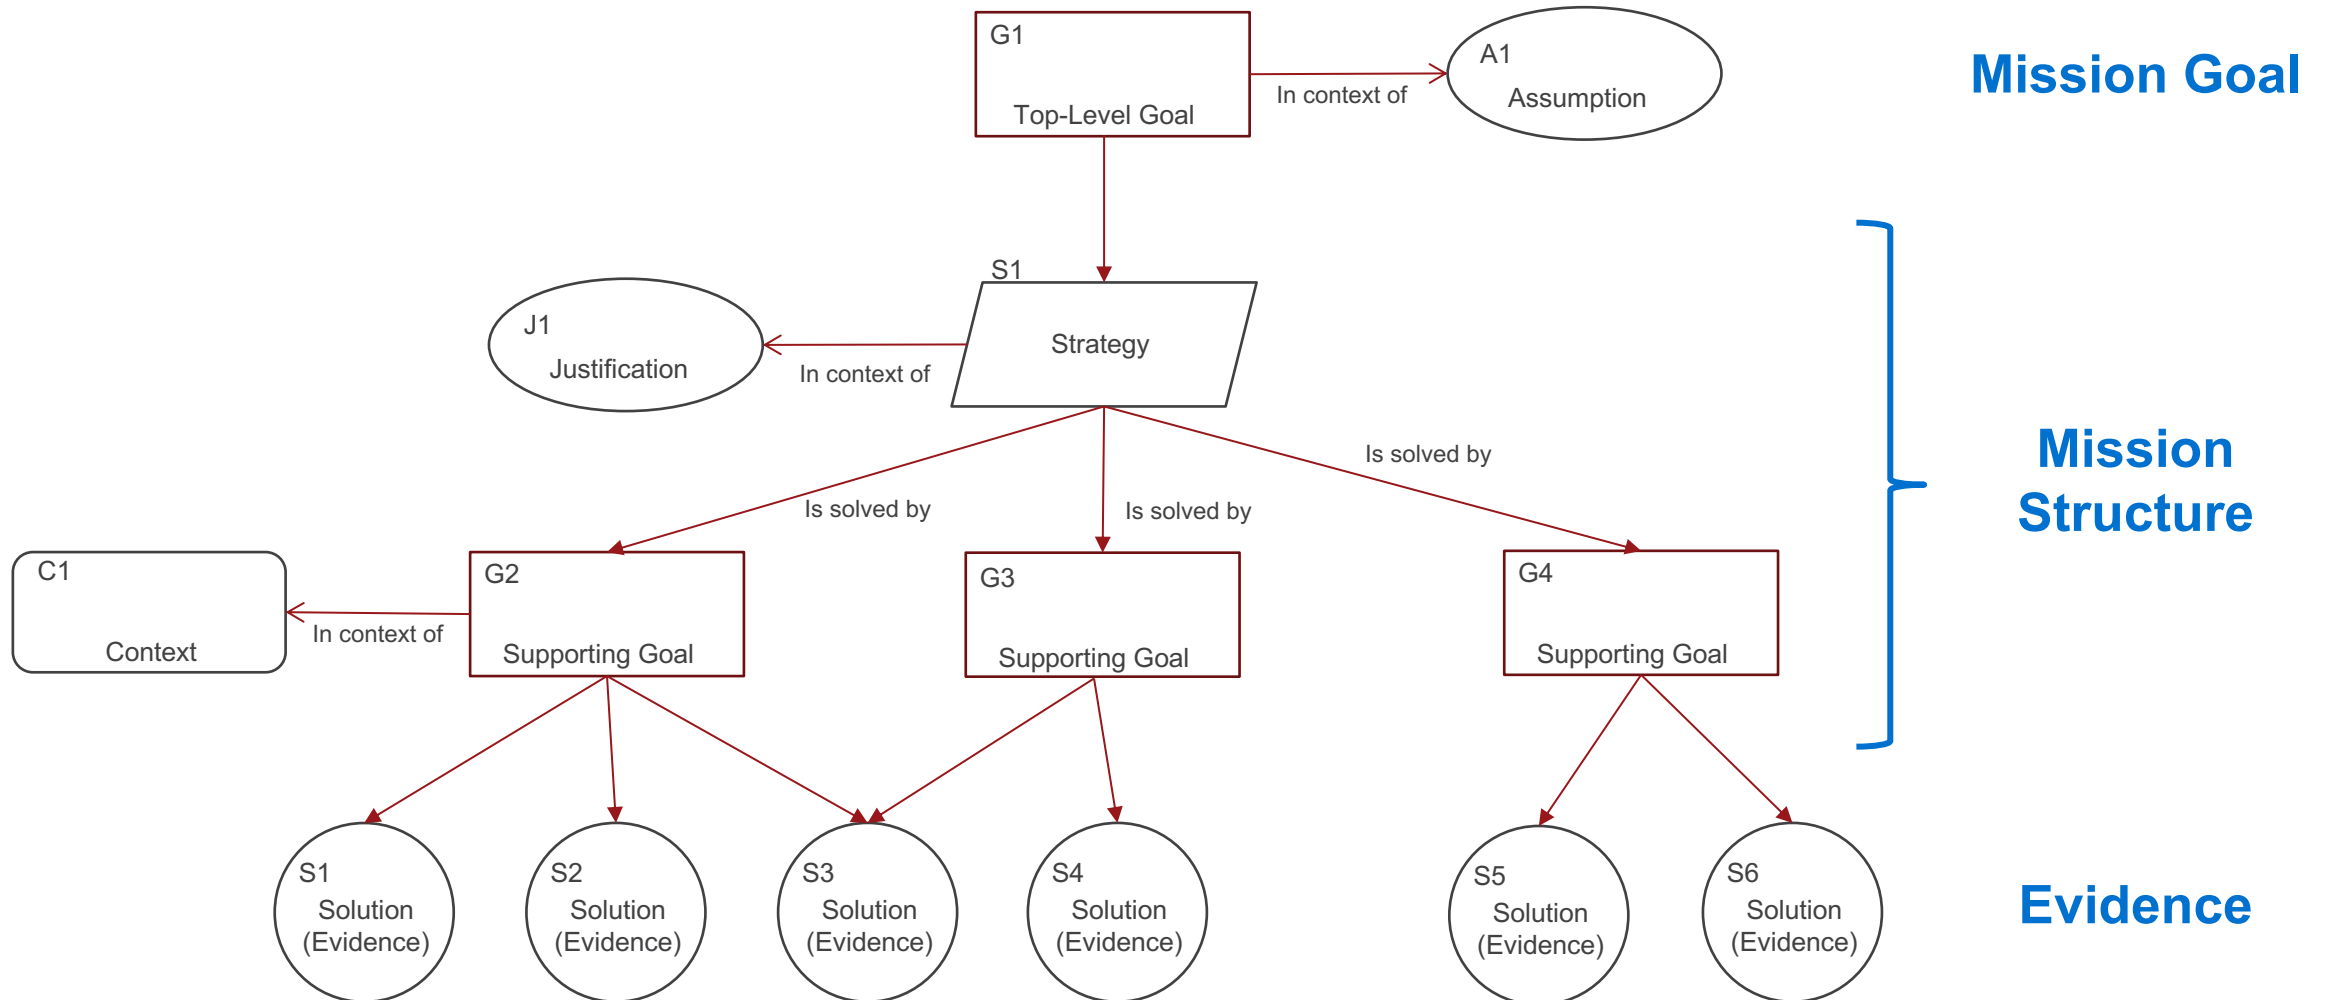 G1
Top-Level Goal
In context of
A1
Assumption
Mission Goal
S1
Strategy
In context of
J1
Justification
Is solved by
Is solved by
Is solved by
Mission
Structure
C1
Context
In context of
G2
Supporting Goal
G3
Supporting Goal
G4
Supporting Goal
S1
Solution
(Evidence)
S2
Solution
(Evidence)
S3
Solution
(Evidence)
S4
Solution
(Evidence)
S5
Solution
(Evidence)
S6
Solution
(Evidence)
Evidence